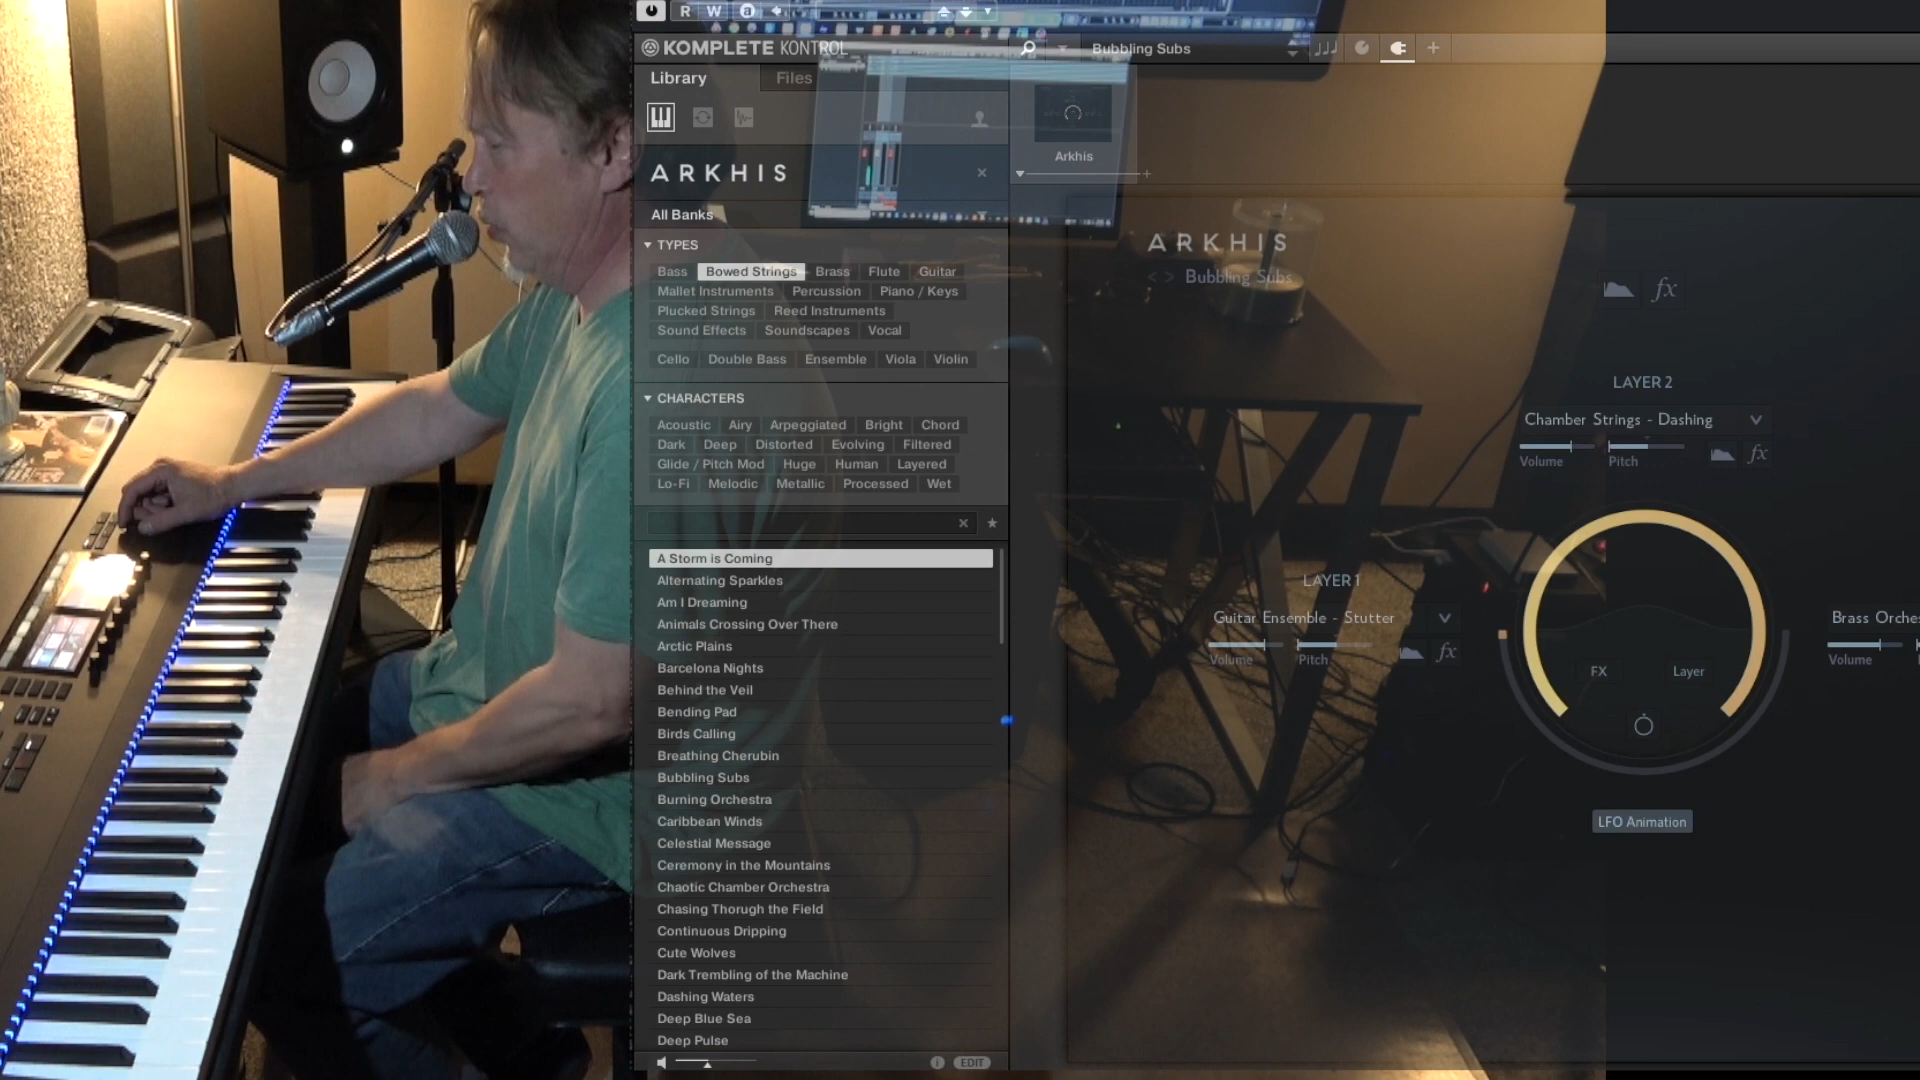 R W a
KOMPLETE KONTROL
Bubbling Subs
Library Files
ARKHIS
Arkhis
All Banks
TYPES
Bass Bowed Strings Brass Flute Guitar
Mallet Instruments Percussion Piano / Keys
Plucked Strings Reed Instruments
Sound Effects Soundscapes Vocal
Cello Double Bass Ensemble Viola Violin
CHARACTERS
Acoustic Airy Arpeggiated Bright Chord
Dark Deep Distorted Evolving Filtered
Glide / Pitch Mod Huge Human Layered
Lo-Fi Melodic Metallic Processed Wet
A Storm is Coming
Alternating Sparkles
Am I Dreaming
Animals Crossing Over There
Arctic Plains
Barcelona Nights
Behind the Veil
Bending Pad
Birds Calling
Breathing Cherubin
Bubbling Subs
Burning Orchestra
Caribbean Winds
Celestial Message
Ceremony in the Mountains
Chaotic Chamber Orchestra
Chasing Thorugh the Field
Continuous Dripping
Cute Wolves
Dark Trembling of the Machine
Dashing Waters
Deep Blue Sea
Deep Pulse
EDIT
ARKHIS
< > Bubbling Subs
fx
LAYER 2
Chamber Strings - Dashing
Volume Pitch fx
LAYER 1
Guitar Ensemble - Stutter
Volume Pitch fx
FX Layer
LFO Animation
Brass Orche
Volume